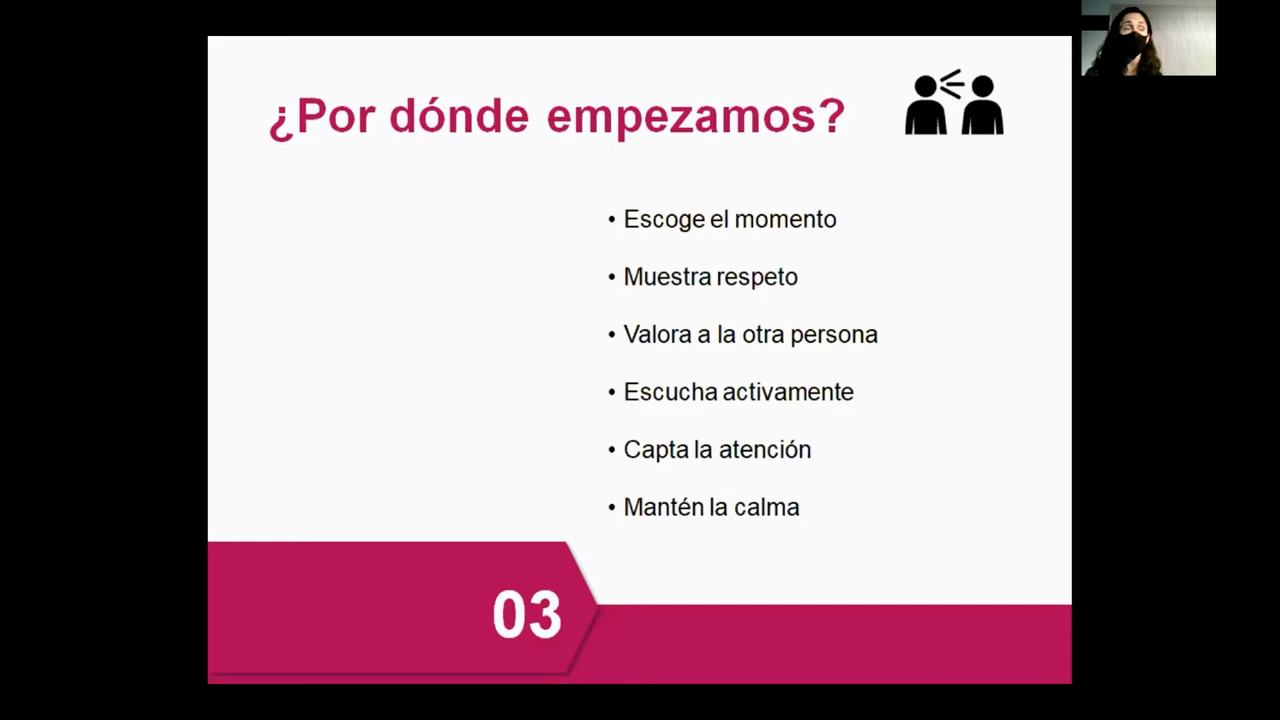 ¿Por dónde empezamos?
• Escoge el momento
• Muestra respeto
• Valora a la otra persona
• Escucha activamente
• Capta la atención
• Mantén la calma
03